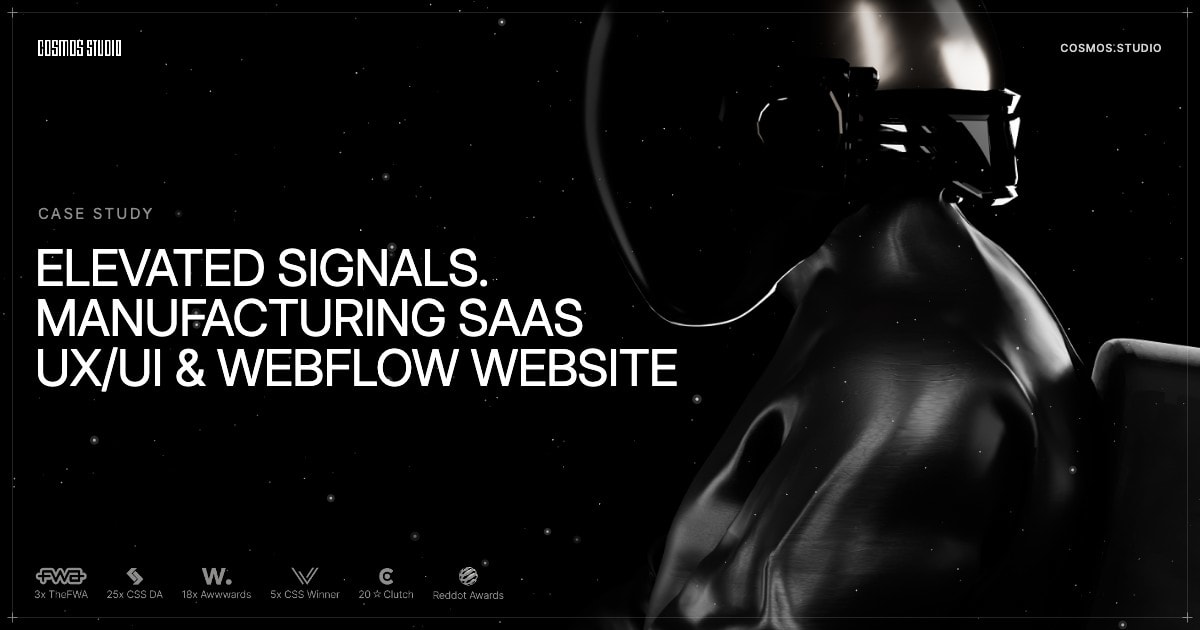 COSMOS STUDIO
COSMOS.STUDIO
CASE STUDY
ELEVATED SIGNALS.
MANUFACTURING SAAS
UX/UI & WEBFLOW WEBSITE
FWA W.
3x TheFWA 25x CSS DA 18x Awwwards 5x CSS Winner 20 ☆ Clutch Reddot Awards